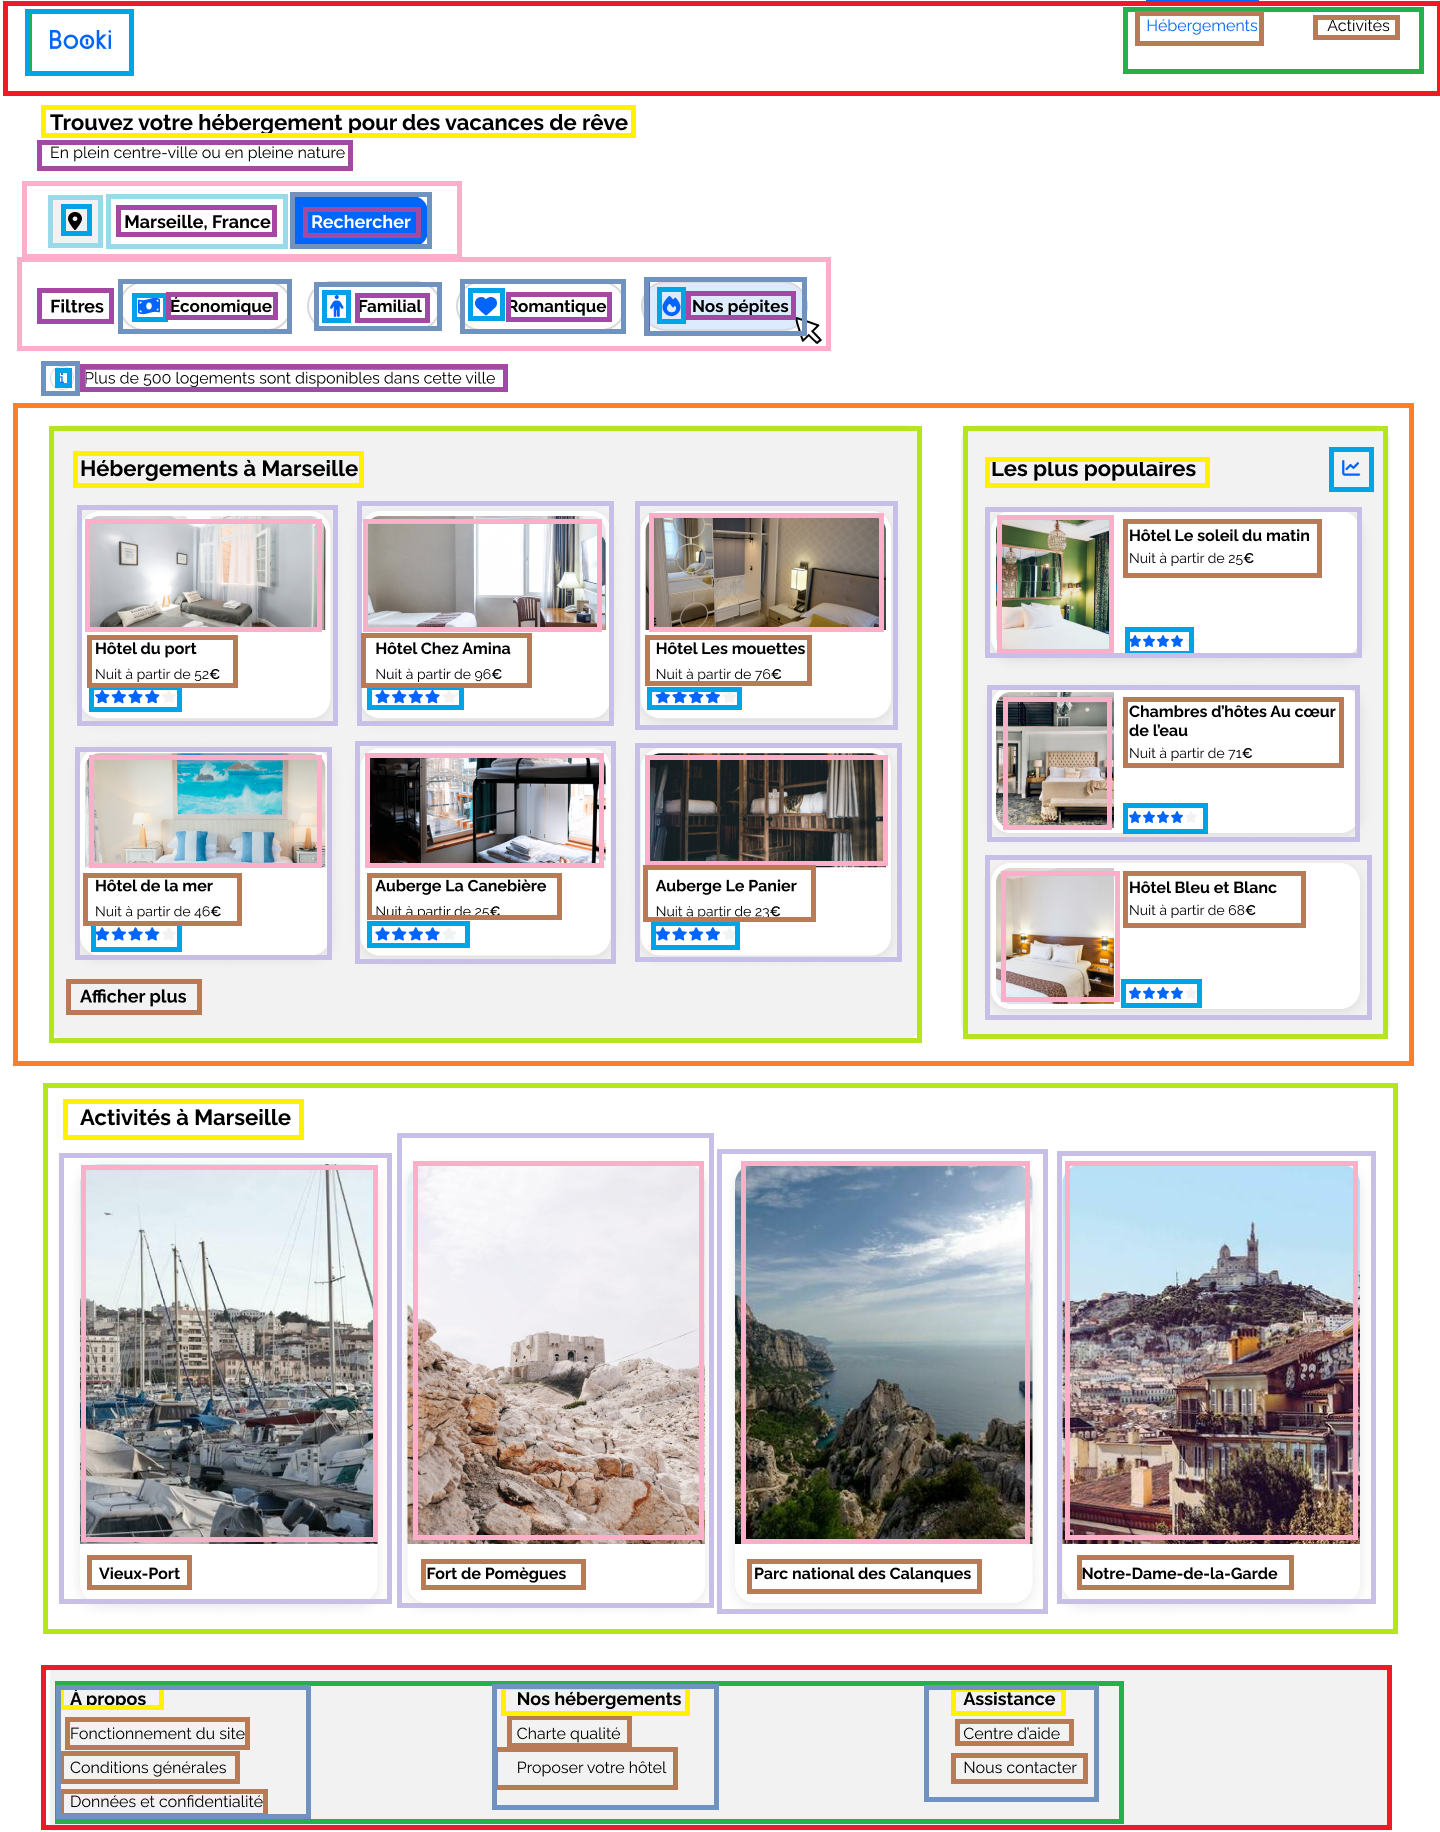 Booki
Hébergements
Activités
Trouvez votre hébergement pour des vacances de rêve
En plein centre-ville ou en pleine nature
Marseille, France
Rechercher
Filtres
Économique
Familial
Romantique
Nos pépites
Plus de 500 logements sont disponibles dans cette ville
Hébergements à Marseille
Hôtel du port
Nuit à partir de 52€
Hôtel Chez Amina
Nuit à partir de 96€
Hôtel Les mouettes
Nuit à partir de 76€
Hôtel de la mer
Nuit à partir de 46€
Auberge La Canebière
Nuit à partir de 25€
Auberge Le Panier
Nuit à partir de 23€
Afficher plus
Les plus populaires
Hôtel Le soleil du matin
Nuit à partir de 25€
Chambres d'hôtes Au cœur
de l'eau
Nuit à partir de 71€
Hôtel Bleu et Blanc
Nuit à partir de 68€
Activités à Marseille
Vieux-Port
Fort de Pomègues
Parc national des Calanques
Notre-Dame-de-la-Garde
À propos
Fonctionnement du site
Conditions générales
Données et confidentialité
Nos hébergements
Charte qualité
Proposer votre hôtel
Assistance
Centre d'aide
Nous contacter